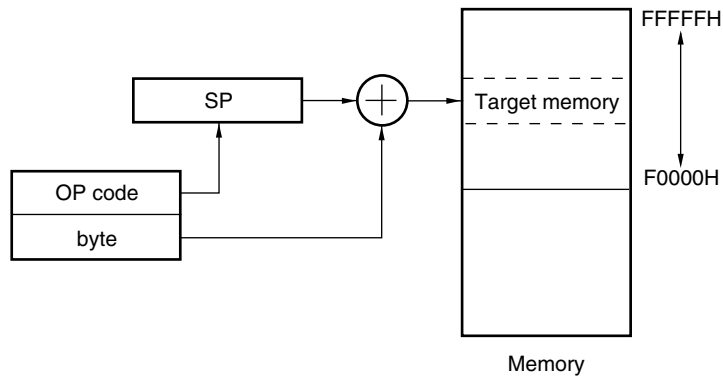 FFFFFH
SP
Target memory
OP code
F0000H
byte
Memory